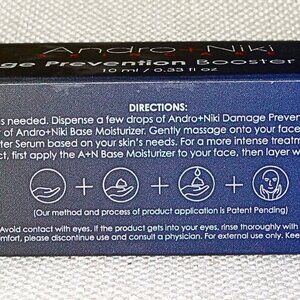 Andro+Niki
ge Prevention Booster
10 ml / 0.33 fl oz
DIRECTIONS:
s needed. Dispense a few drops of Andro+Niki Damage Preven
of Andro+Niki Base Moisturizer. Gently massage onto your face
ter Serum based on your skin's needs. For a more intense treatm
ct, first apply the A+N Base Moisturizer to your face, then layer w
+ + +
(Our method and process of product application is Patent Pending)
Avoid contact with eyes. If the product gets into your eyes, rinse thoroughly with
mfort, please discontinue use and consult a physician. For external use only. Kee